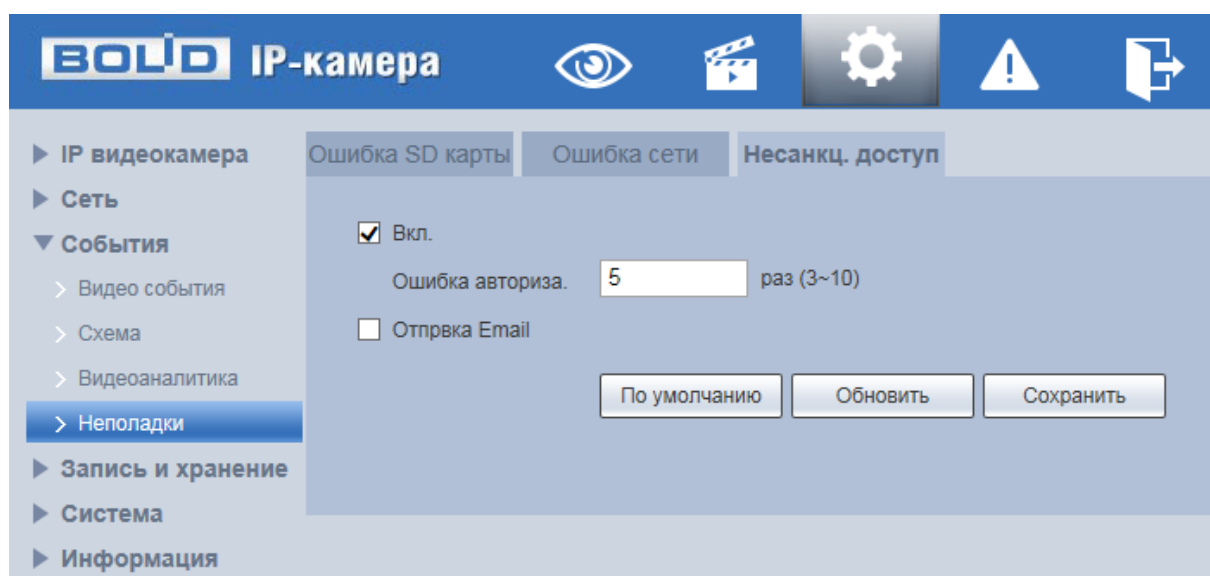 BOLID IP-камера
IP видеокамера
Сеть
События
Видео события
Схема
Видеоаналитика
Неполадки
Запись и хранение
Система
Информация
Ошибка SD карты Ошибка сети Несанкц. доступ
Вкл.
Ошибка авториза. 5 раз (3~10)
Отпрвка Email
По умолчанию Обновить Сохранить